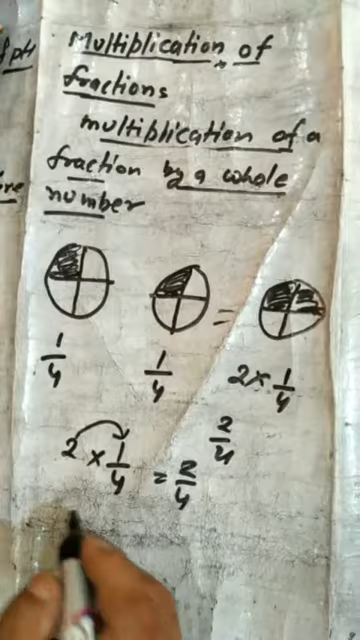 Multiplication of
fractions
multiplication of a
fraction by a whole
number
=
1/4 1/4 2 × 1/4
2/4
2 × 1/4 = 2/4